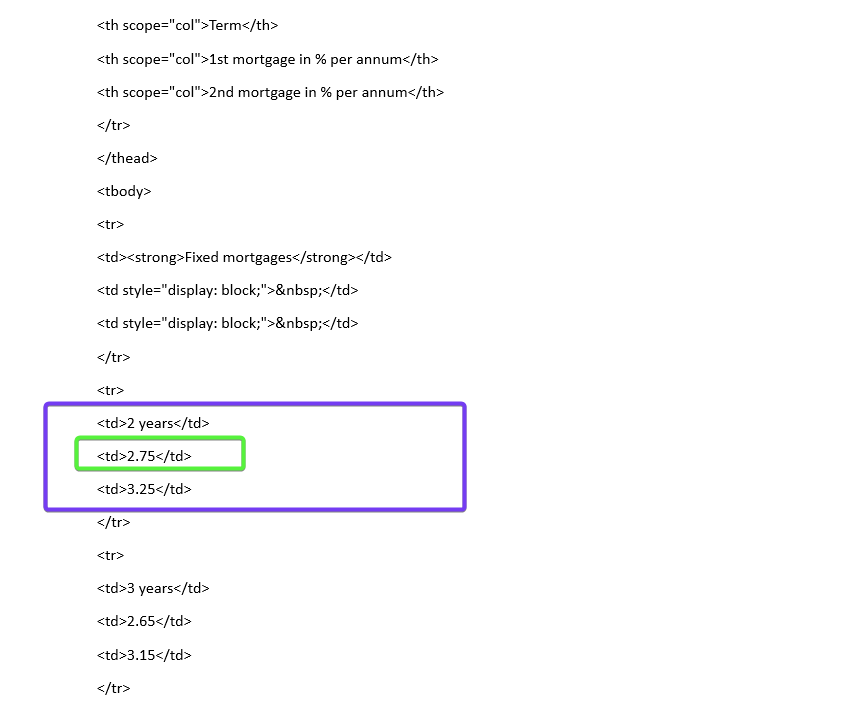 <th scope="col">Term</th>
<th scope="col">1st mortgage in % per annum</th>
<th scope="col">2nd mortgage in % per annum</th>
</tr>
</thead>
<tbody>
<tr>
<td><strong>Fixed mortgages</strong></td>
<td style="display: block;">&nbsp;</td>
<td style="display: block;">&nbsp;</td>
</tr>
<tr>
<td>2 years</td>
<td>2.75</td>
<td>3.25</td>
</tr>
<tr>
<td>3 years</td>
<td>2.65</td>
<td>3.15</td>
</tr>